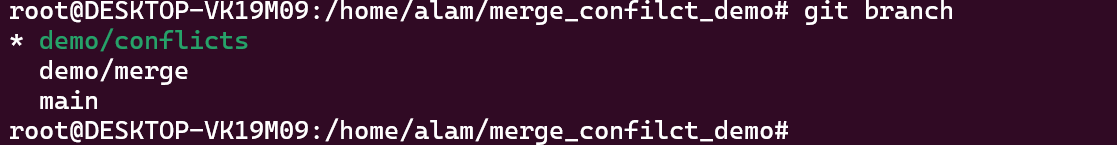 root@DESKTOP-VK19M09:/home/alam/merge_confilct_demo# git branch
* demo/conflicts
  demo/merge
  main
root@DESKTOP-VK19M09:/home/alam/merge_confilct_demo#